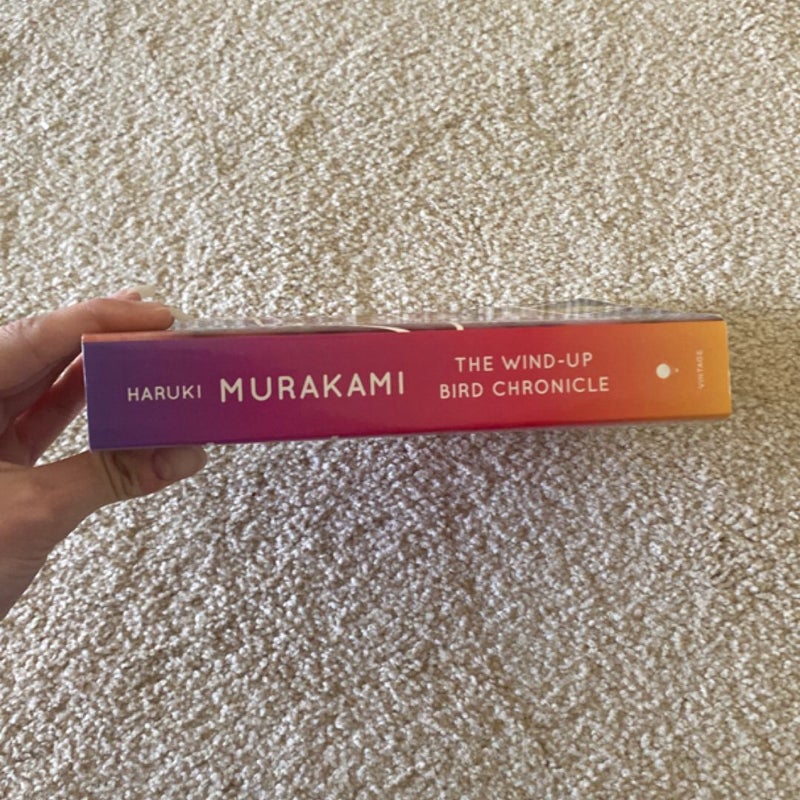 HARUKI MURAKAMI
THE WIND-UP
BIRD CHRONICLE
VINTAGE